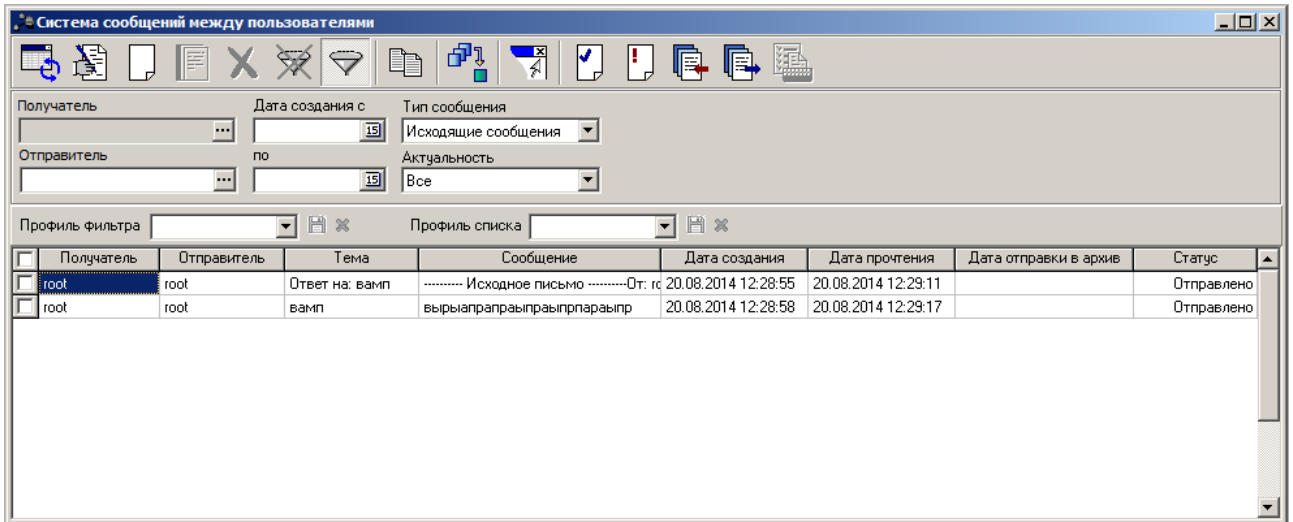 Система сообщений между пользователями
Получатель Дата создания с Тип сообщения
15 Исходящие сообщения
Отправитель по Актуальность
15 Все
Профиль фильтра Профиль списка
Получатель Отправитель Тема Сообщение Дата создания Дата прочтения Дата отправки в архив Статус
root root Ответ на: вамп --------- Исходное письмо ---------От: rc 20.08.2014 12:28:55 20.08.2014 12:29:11 Отправлено
root root вамп вырыапрапраыпраыпрпараыпр 20.08.2014 12:28:58 20.08.2014 12:29:17 Отправлено